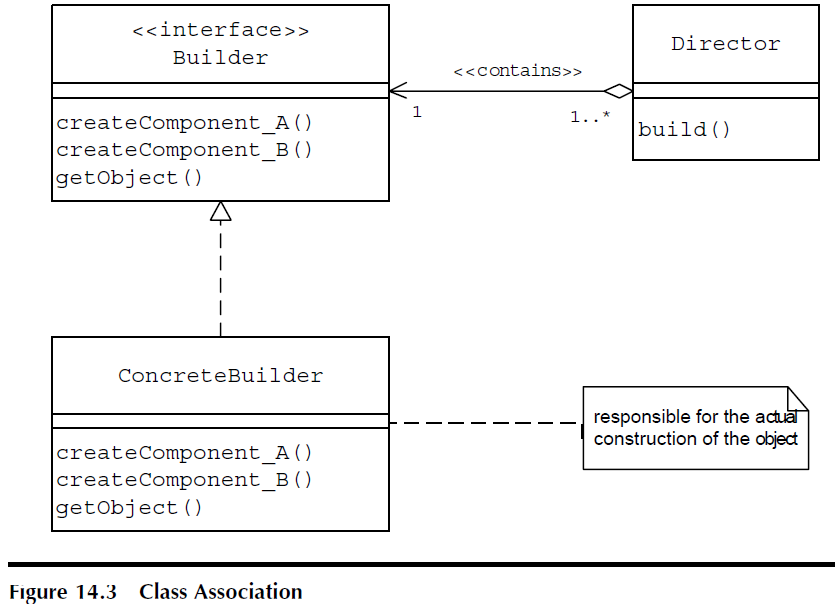 <<interface>>
Builder
createComponent_A()
createComponent_B()
getObject()
<<contains>>
1
1..*
Director
build()
ConcreteBuilder
createComponent_A()
createComponent_B()
getObject()
responsible for the actual
construction of the object
Figure 14.3 Class Association